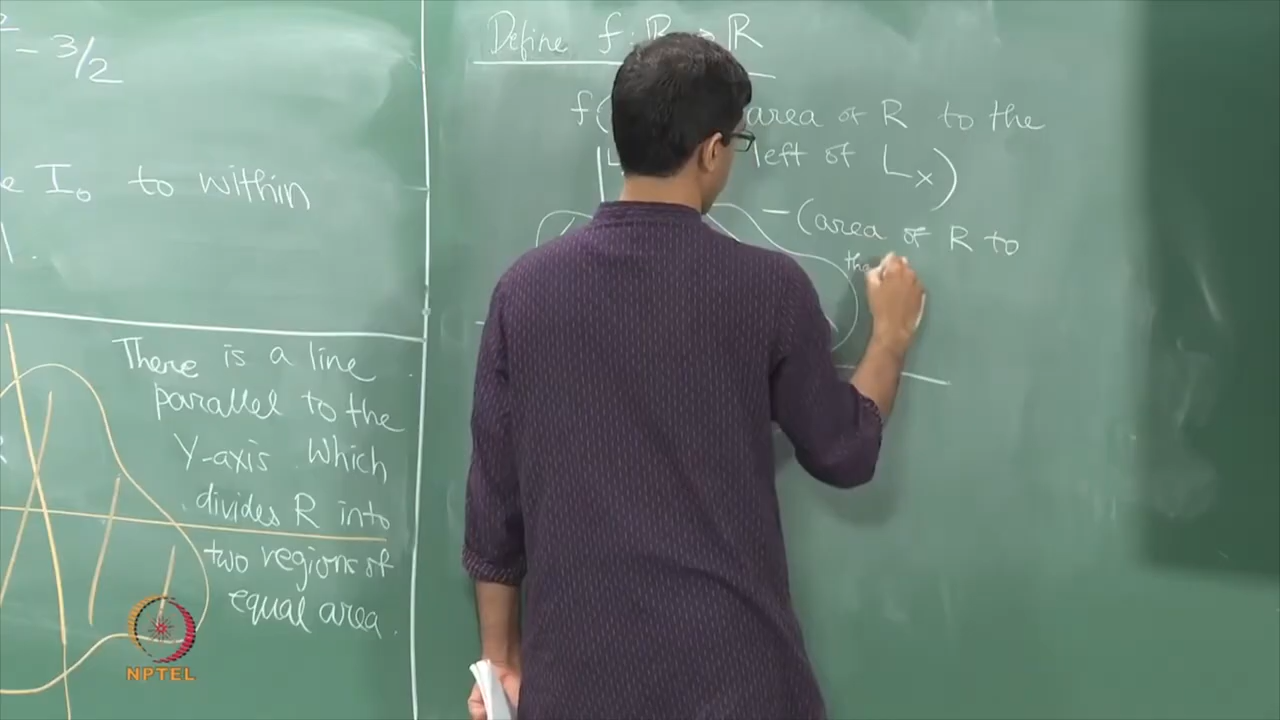 - 3/2
I₀ to within
There is a line
parallel to the
Y-axis which
divides R into
two regions of
equal area.
Define f: R → R
f( area of R to the
left of Lx)
-(area of R to
the
NPTEL